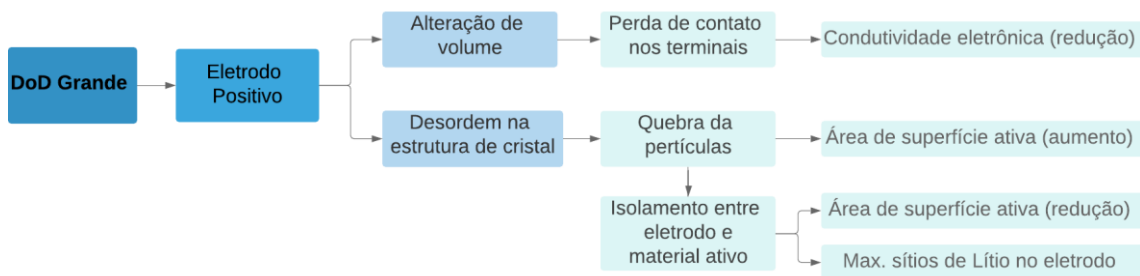 DoD Grande
Eletrodo
Positivo
Alteração de
volume
Perda de contato
nos terminais
Condutividade eletrônica (redução)
Desordem na
estrutura de cristal
Quebra da
pertículas
Área de superfície ativa (aumento)
Isolamento entre
eletrodo e
material ativo
Área de superfície ativa (redução)
Max. sítios de Lítio no eletrodo